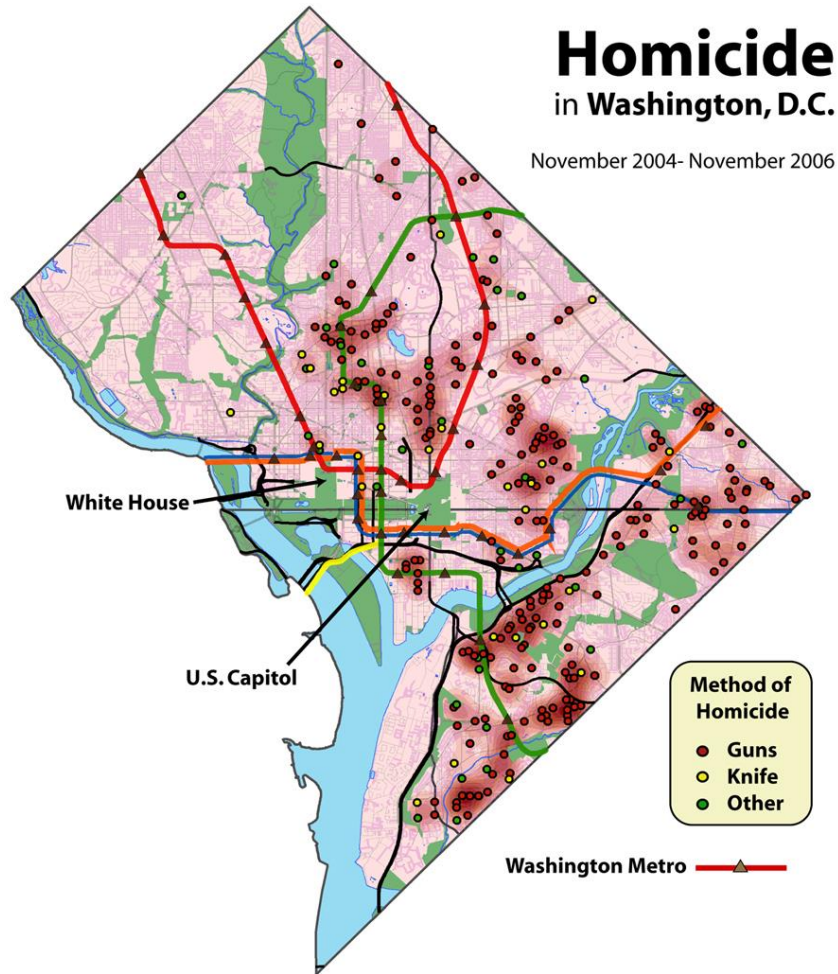 Homicide
in Washington, D.C.
November 2004- November 2006
White House
U.S. Capitol
Method of
Homicide
Guns
Knife
Other
Washington Metro